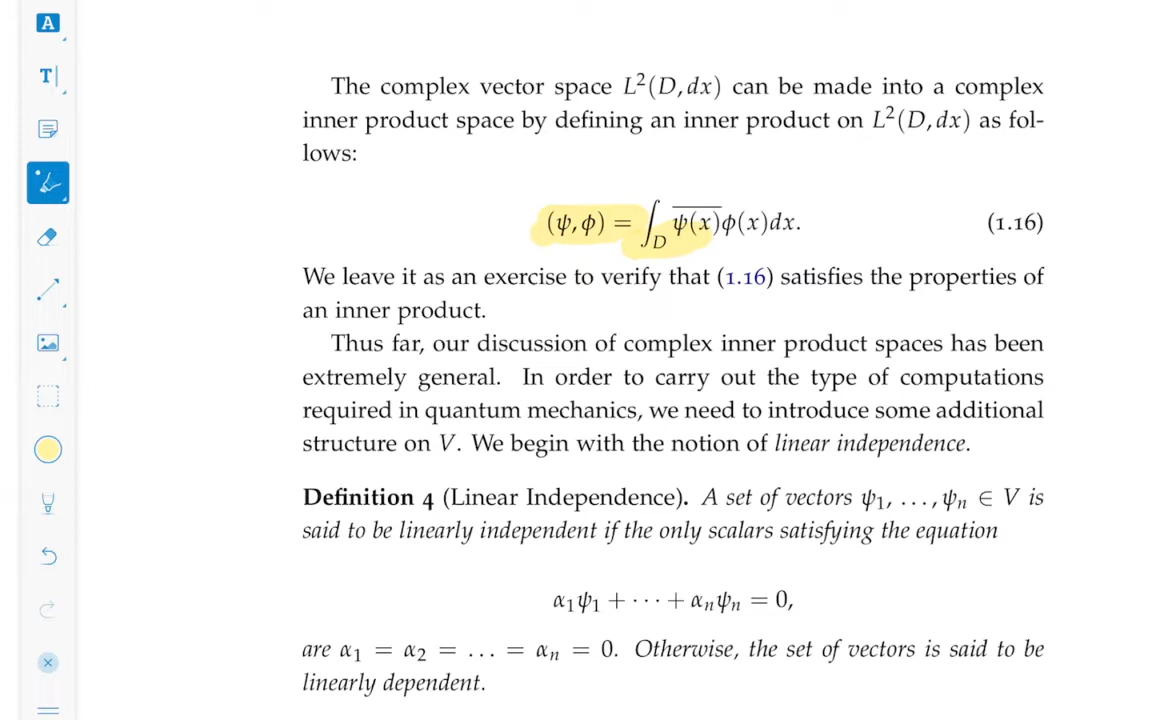 A
T
The complex vector space L²(D, dx) can be made into a complex
inner product space by defining an inner product on L²(D, dx) as fol-
lows:
(ψ, ϕ) = ∫_D \overline{ψ(x)}ϕ(x)dx. (1.16)
We leave it as an exercise to verify that (1.16) satisfies the properties of
an inner product.
Thus far, our discussion of complex inner product spaces has been
extremely general. In order to carry out the type of computations
required in quantum mechanics, we need to introduce some additional
structure on V. We begin with the notion of linear independence.
Definition 4 (Linear Independence). A set of vectors ψ₁, . . . , ψₙ ∈ V is
said to be linearly independent if the only scalars satisfying the equation
α₁ψ₁ + · · · + αₙψₙ = 0,
are α₁ = α₂ = . . . = αₙ = 0. Otherwise, the set of vectors is said to be
linearly dependent.